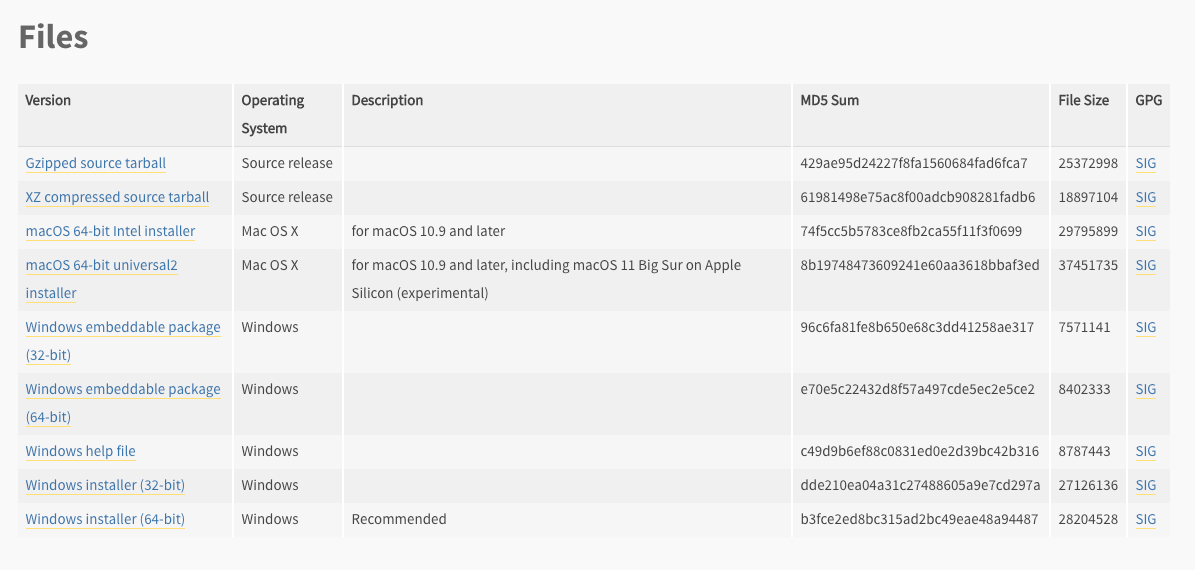 Files
Version Operating System Description MD5 Sum File Size GPG
Gzipped source tarball Source release 429ae95d24227f8fa1560684fad6fca7 25372998 SIG
XZ compressed source tarball Source release 61981498e75ac8f00adcb908281fadb6 18897104 SIG
macOS 64-bit Intel installer Mac OS X for macOS 10.9 and later 74f5cc5b5783ce8fb2ca55f11f3f0699 29795899 SIG
macOS 64-bit universal2 Mac OS X for macOS 10.9 and later, including macOS 11 Big Sur on Apple 8b19748473609241e60aa3618bbaf3ed 37451735 SIG
installer Silicon (experimental)
Windows embeddable package Windows 96c6fa81fe8b650e68c3dd41258ae317 7571141 SIG
(32-bit)
Windows embeddable package Windows e70e5c22432d8f57a497cde5ec2e5ce2 8402333 SIG
(64-bit)
Windows help file Windows c49d9b6ef88c0831ed0e2d39bc42b316 8787443 SIG
Windows installer (32-bit) Windows dde210ea04a31c27488605a9e7cd297a 27126136 SIG
Windows installer (64-bit) Windows Recommended b3fce2ed8bc315ad2bc49eae48a94487 28204528 SIG